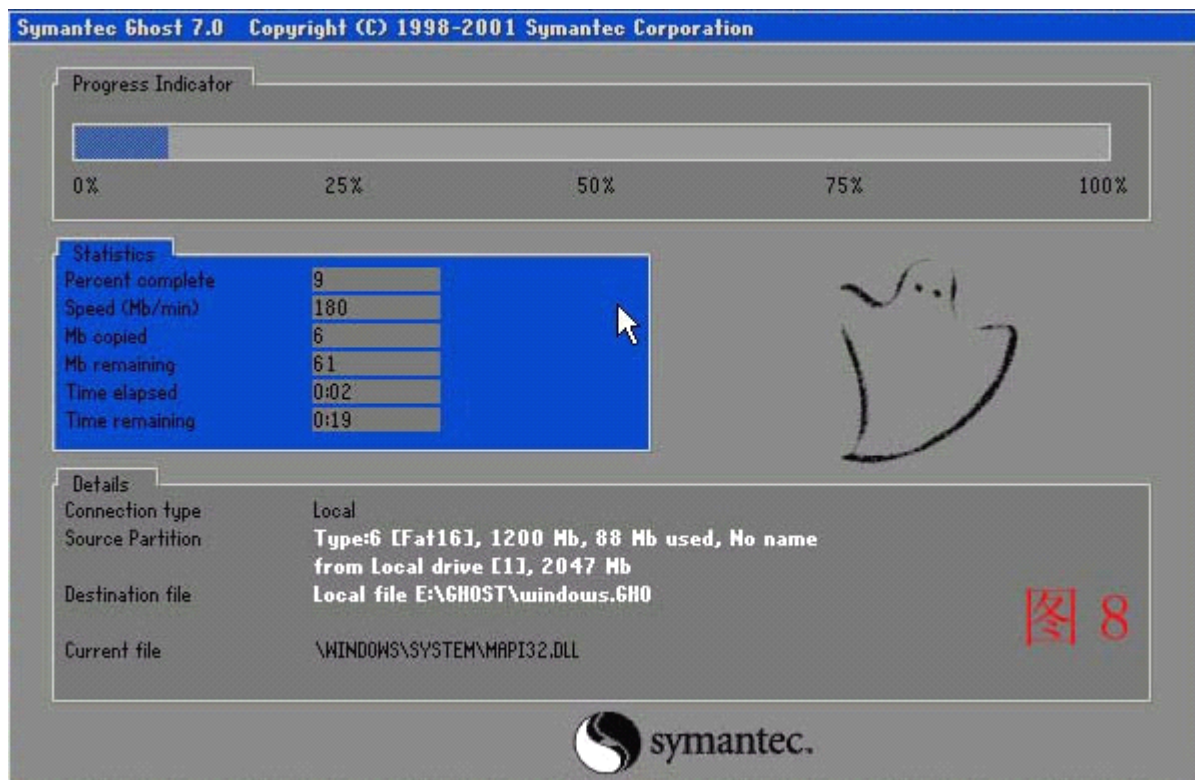 Symantec Ghost 7.0 Copyright (C) 1998-2001 Symantec Corporation
Progress Indicator
0% 25% 50% 75% 100%
Statistics
Percent complete 9
Speed (Mb/min) 180
Mb copied 6
Mb remaining 61
Time elapsed 0:02
Time remaining 0:19
Details
Connection type Local
Source Partition Type:6 [Fat16], 1200 Mb, 88 Mb used, No name
from Local drive [1], 2047 Mb
Destination file Local file E:\GHOST\windows.GHO
图 8
Current file \WINDOWS\SYSTEM\MAPI32.DLL
symantec.